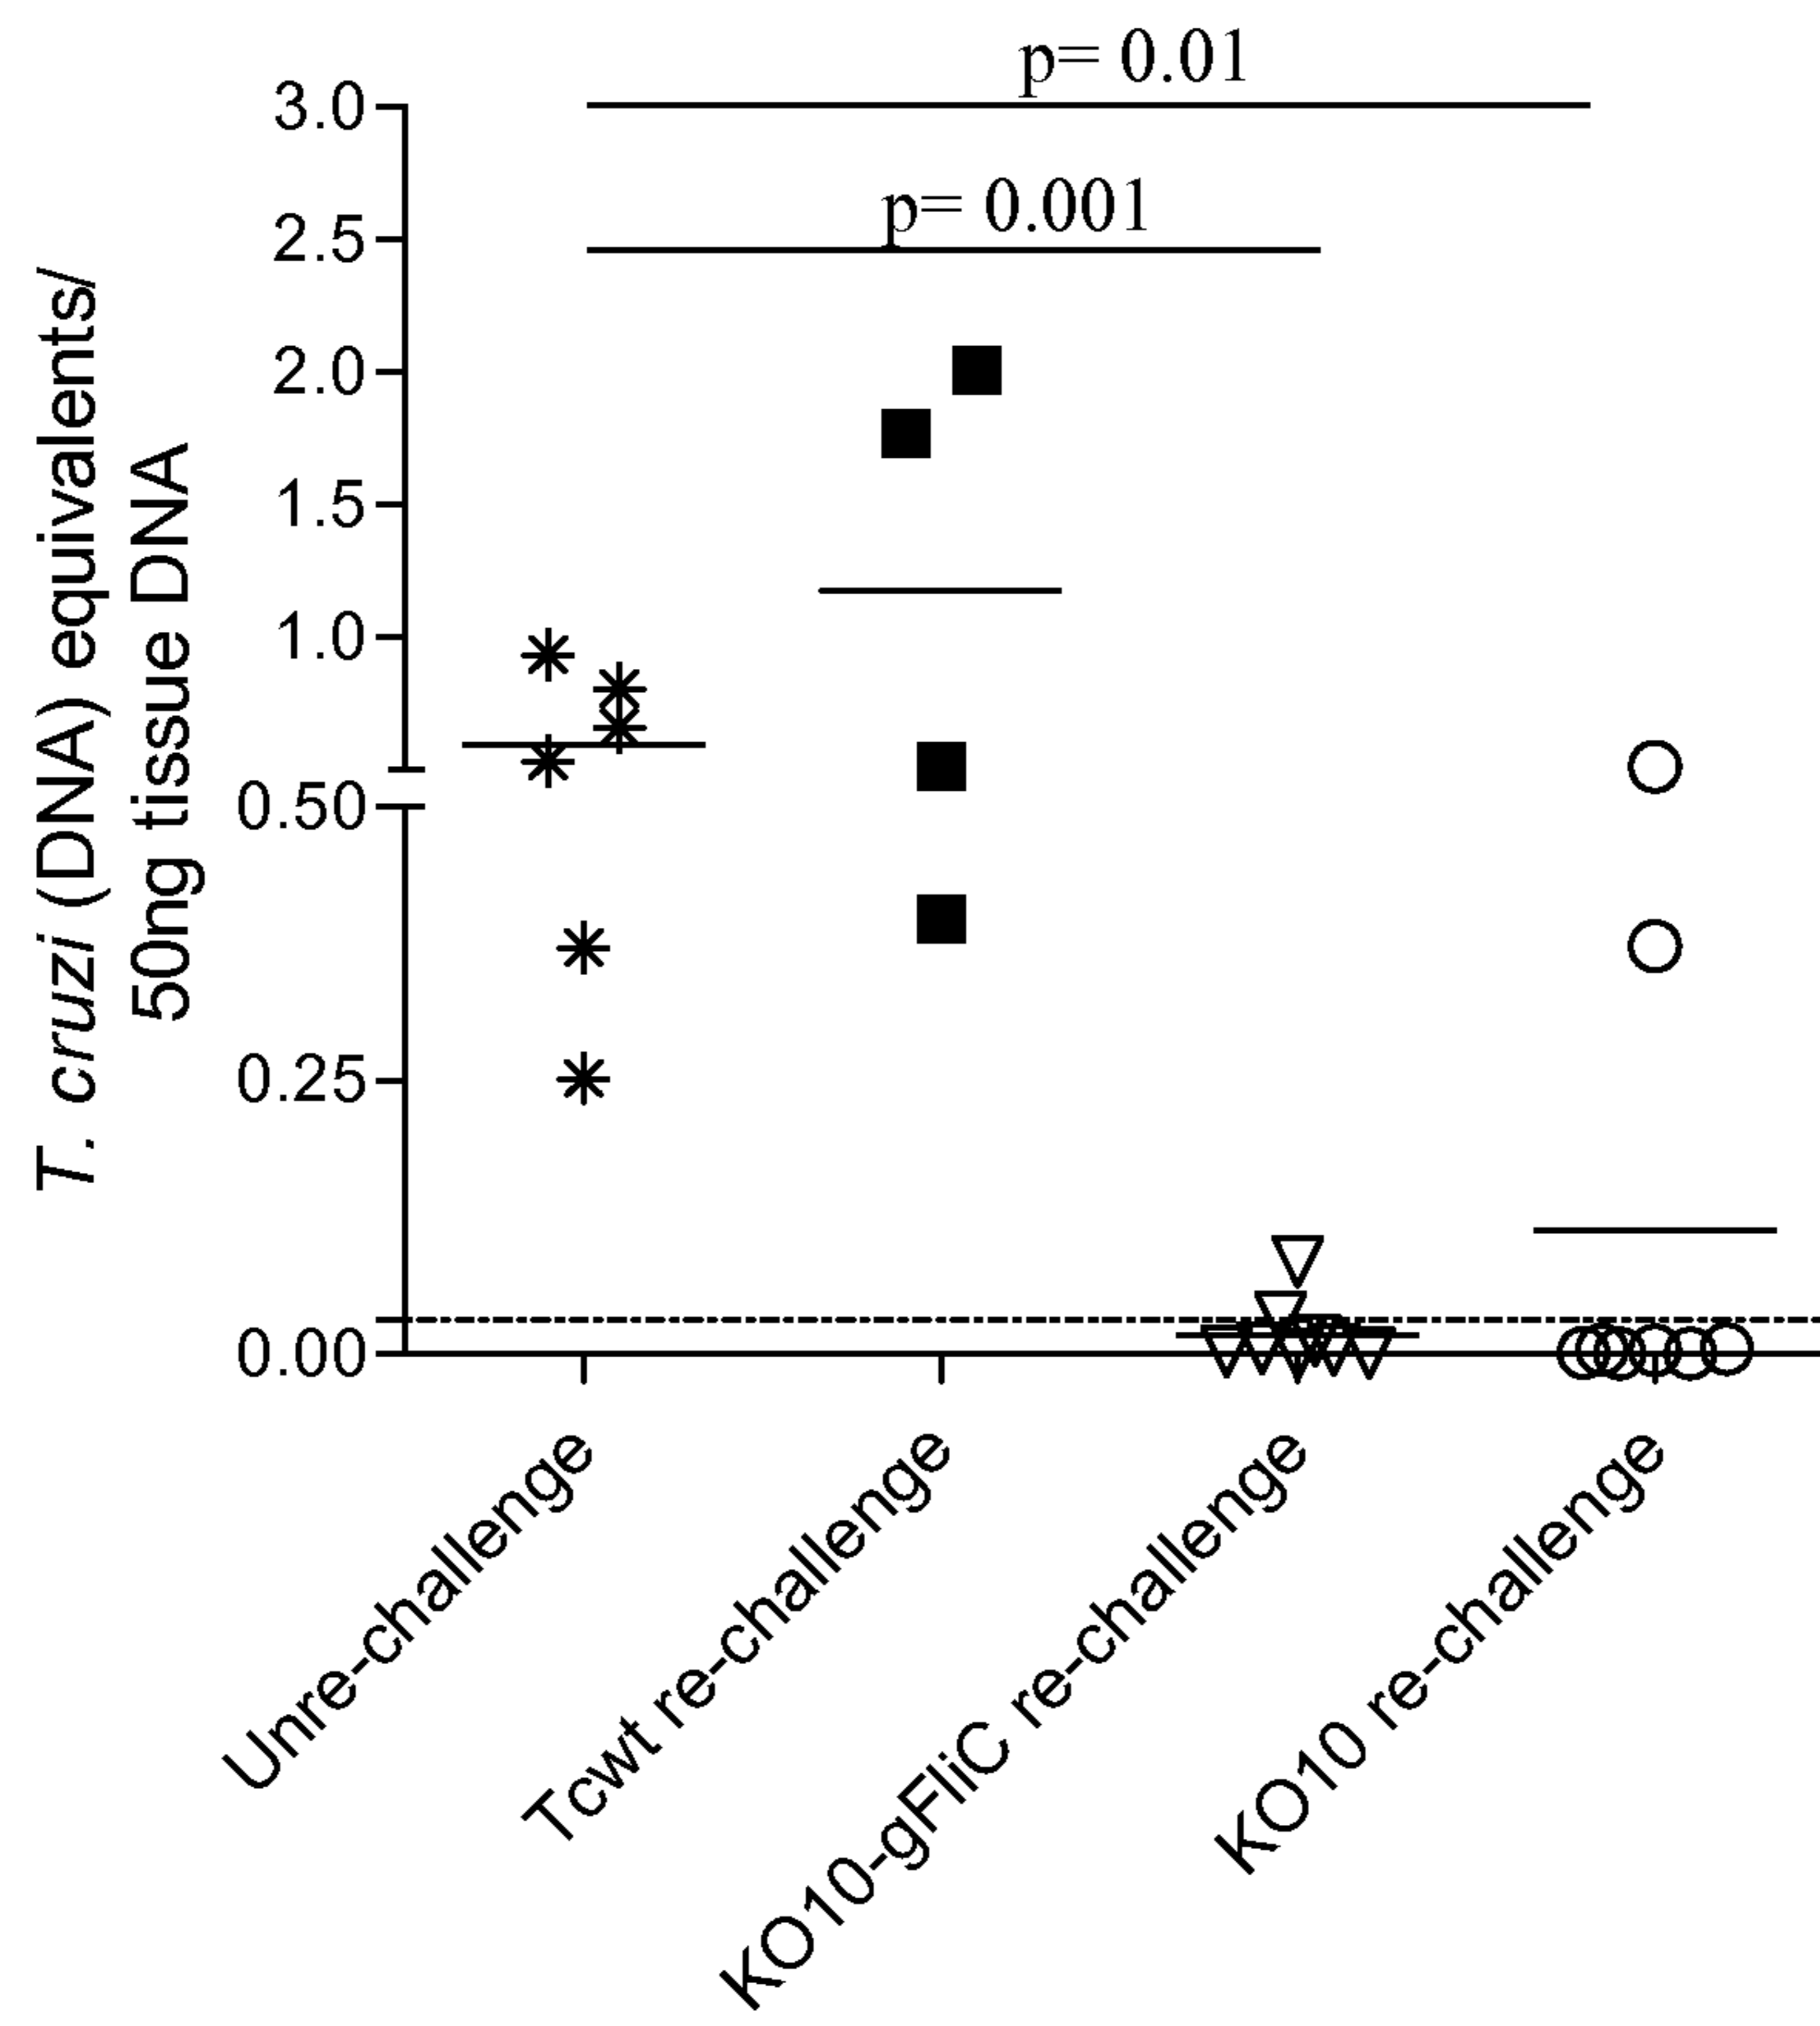 p= 0.01
p= 0.001
T. cruzi (DNA) equivalents/
50ng tissue DNA
3.0
2.5
2.0
1.5
1.0
0.50
0.25
0.00
Unre-challenge
Tcwt re-challenge
KO10-gFliC re-challenge
KO10 re-challenge